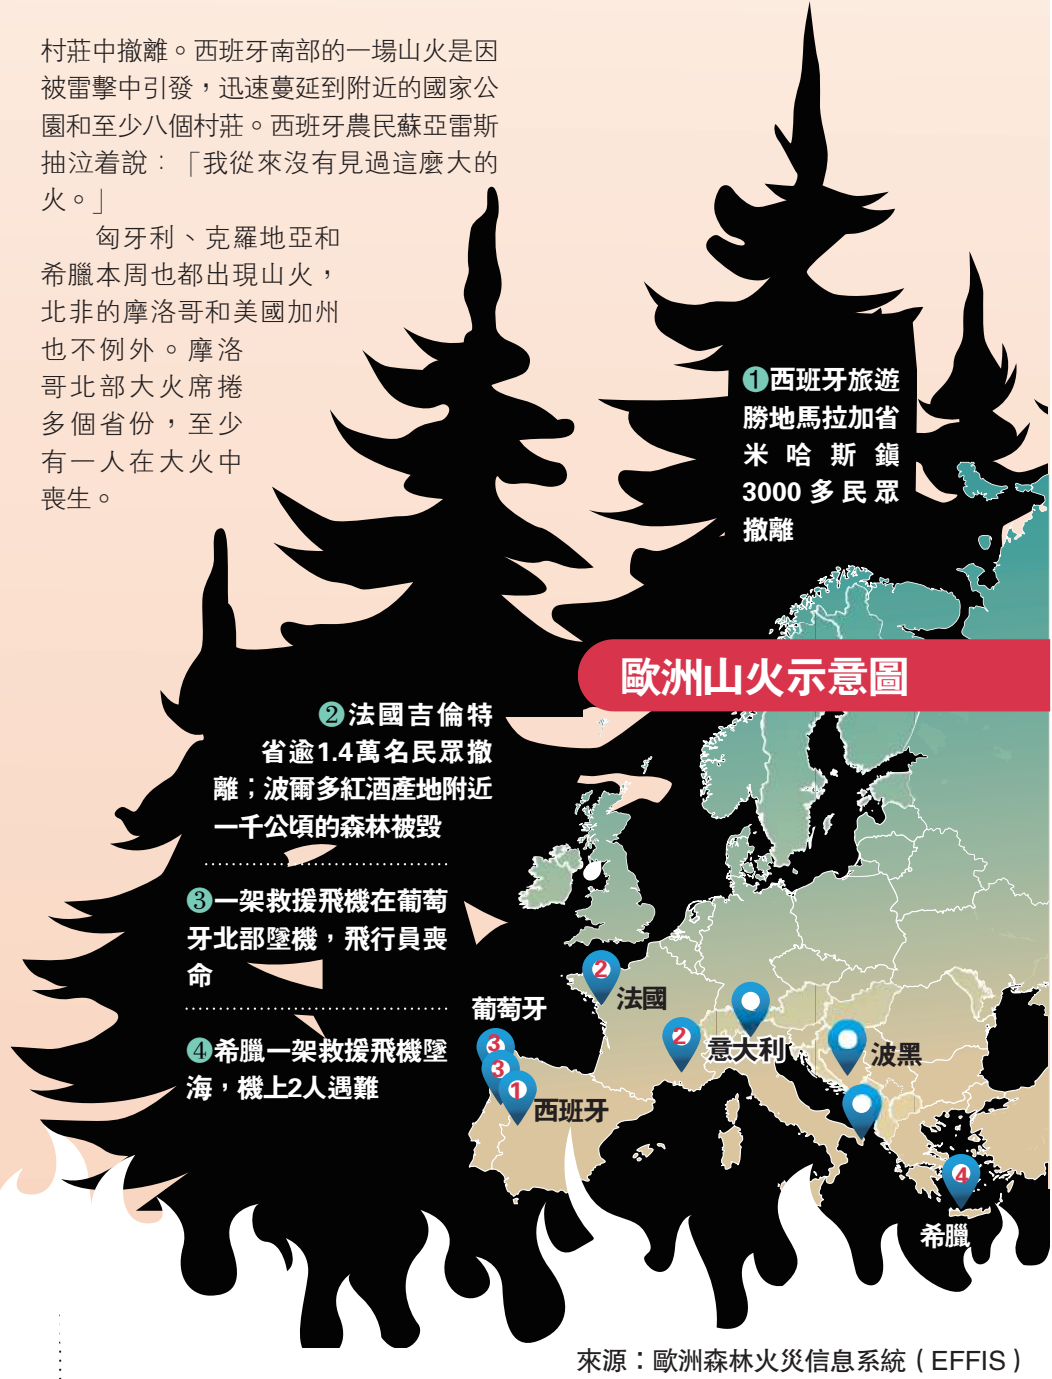 村莊中撤離。西班牙南部的一場山火是因
被雷擊中引發，迅速蔓延到附近的國家公
園和至少八個村莊。西班牙農民蘇亞雷斯
抽泣着說：「我從來沒有見過這麼大的
火。」
匈牙利、克羅地亞和
希臘本周也都出現山火，
北非的摩洛哥和美國加州
也不例外。摩洛
哥北部大火席捲
多個省份，至少
有一人在大火中
喪生。
❶西班牙旅遊
勝地馬拉加省
米哈斯鎮
3000多民眾
撤離
歐洲山火示意圖
❷法國吉倫特
省逾1.4萬名民眾撤
離；波爾多紅酒產地附近
一千公頃的森林被毀
❸一架救援飛機在葡萄
牙北部墜機，飛行員喪
命
❹希臘一架救援飛機墜
海，機上2人遇難
2
法國
葡萄牙
3
3
1
西班牙
2
意大利
波黑
4
希臘
來源：歐洲森林火災信息系統（EFFIS）